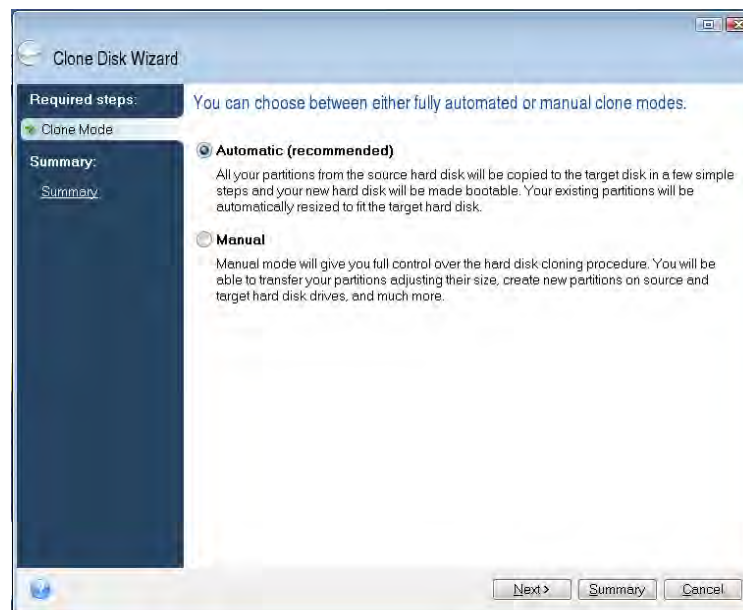 Clone Disk Wizard
Required steps:
Clone Mode
Summary:
Summary
You can choose between either fully automated or manual clone modes.
Automatic (recommended)
All your partitions from the source hard disk will be copied to the target disk in a few simple
steps and your new hard disk will be made bootable. Your existing partitions will be
automatically resized to fit the target hard disk.
Manual
Manual mode will give you full control over the hard disk cloning procedure. You will be
able to transfer your partitions adjusting their size, create new partitions on source and
target hard disk drives, and much more.
Next >
Summary
Cancel